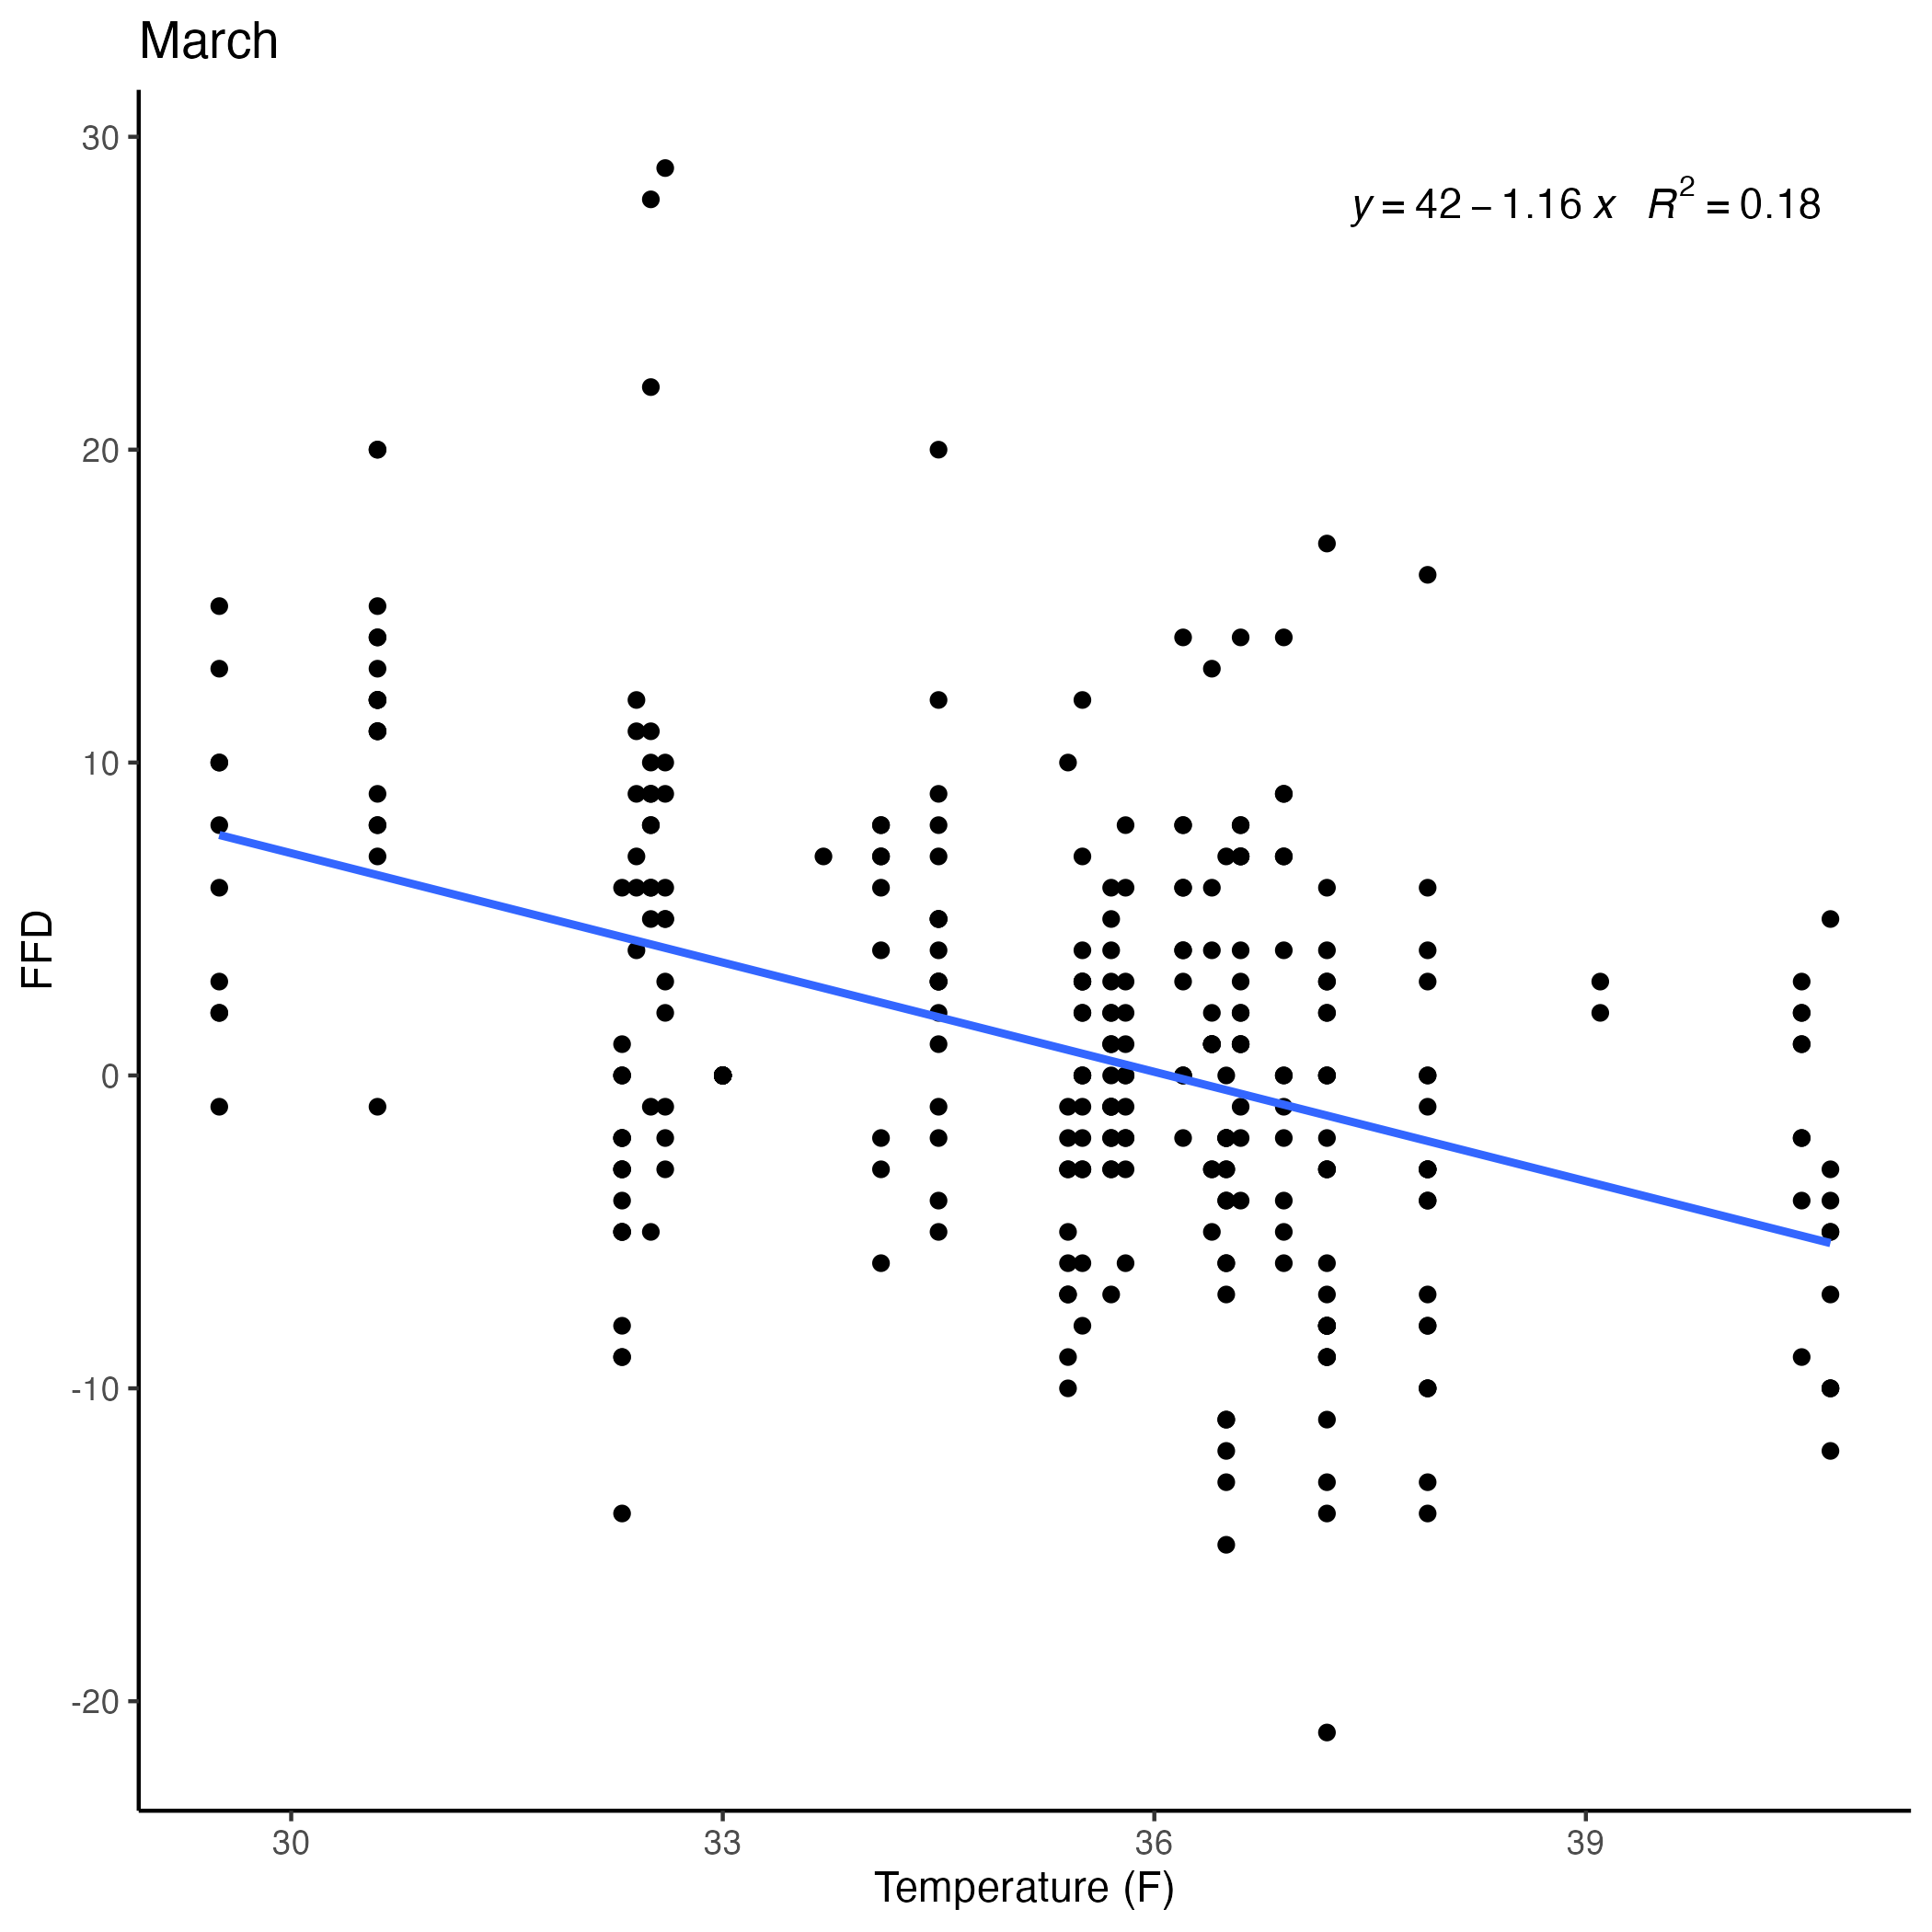 March
y = 42 − 1.16 x   R² = 0.18
30
20
10
0
-10
-20
FFD
30 33 36 39
Temperature (F)